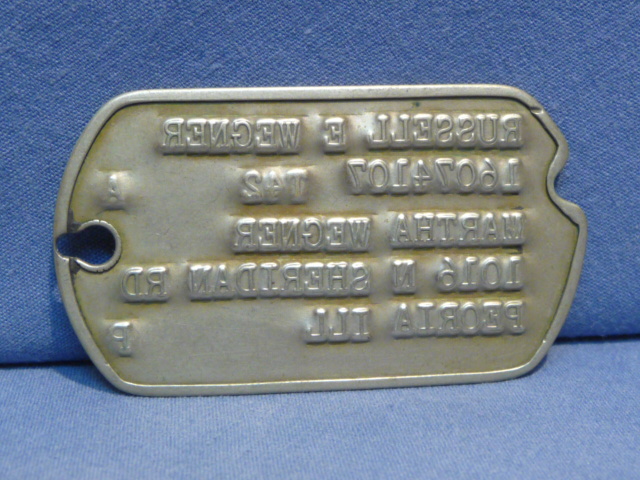 RUSSELL E WEGNER
16074107 T42 A
MARTHA WEGNER
1016 N SHERIDAN RD
PEORIA ILL P